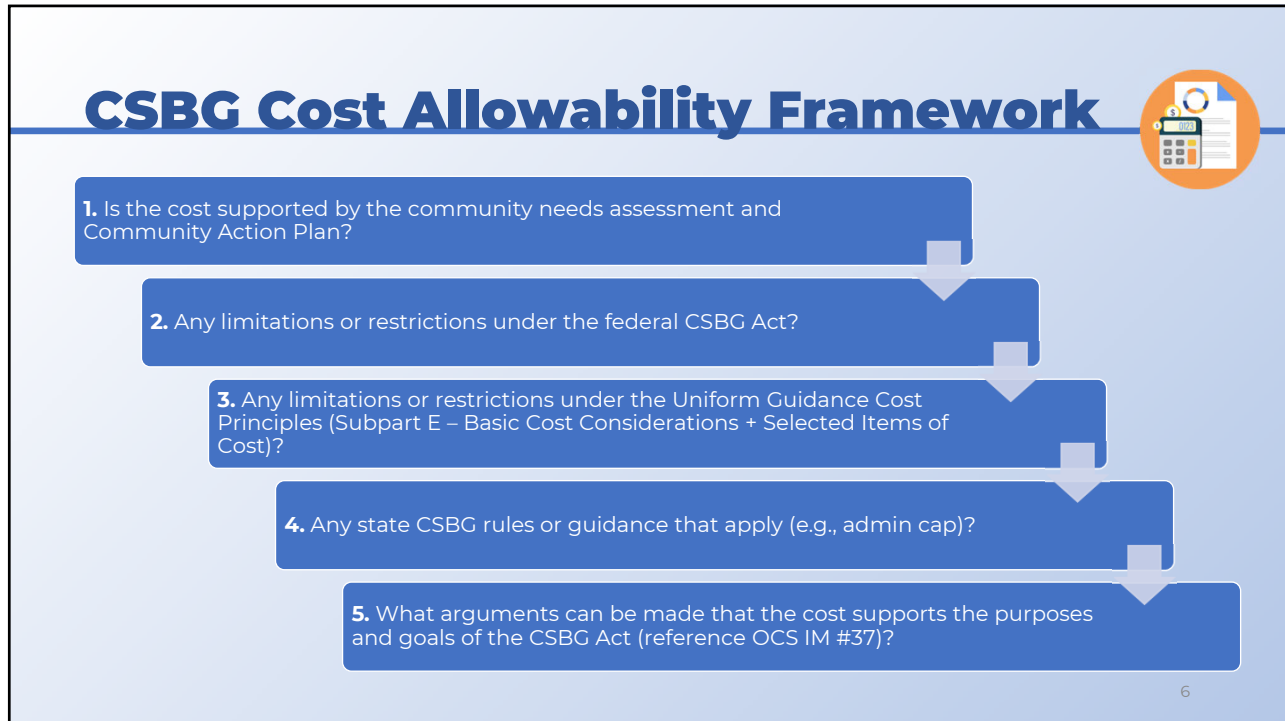 CSBG Cost Allowability Framework
$
$
0123
1. Is the cost supported by the community needs assessment and
Community Action Plan?
2. Any limitations or restrictions under the federal CSBG Act?
3. Any limitations or restrictions under the Uniform Guidance Cost
Principles (Subpart E – Basic Cost Considerations + Selected Items of
Cost)?
4. Any state CSBG rules or guidance that apply (e.g., admin cap)?
5. What arguments can be made that the cost supports the purposes
and goals of the CSBG Act (reference OCS IM #37)?
6